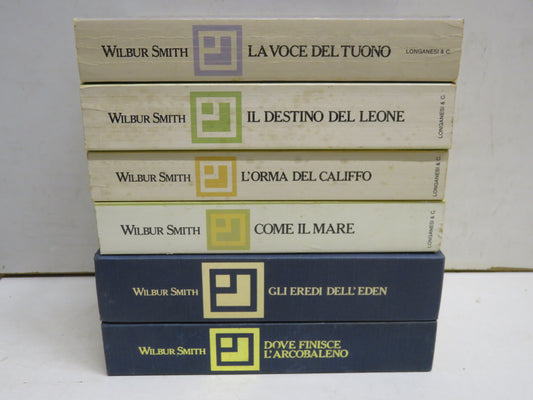 WILBUR SMITH LA VOCE DEL TUONO LONGANESI & C.
WILBUR SMITH IL DESTINO DEL LEONE LONGANESI & C.
WILBUR SMITH L'ORMA DEL CALIFFO LONGANESI & C.
WILBUR SMITH COME IL MARE LONGANESI & C.
WILBUR SMITH GLI EREDI DELL'EDEN
WILBUR SMITH DOVE FINISCE
L'ARCOBALENO